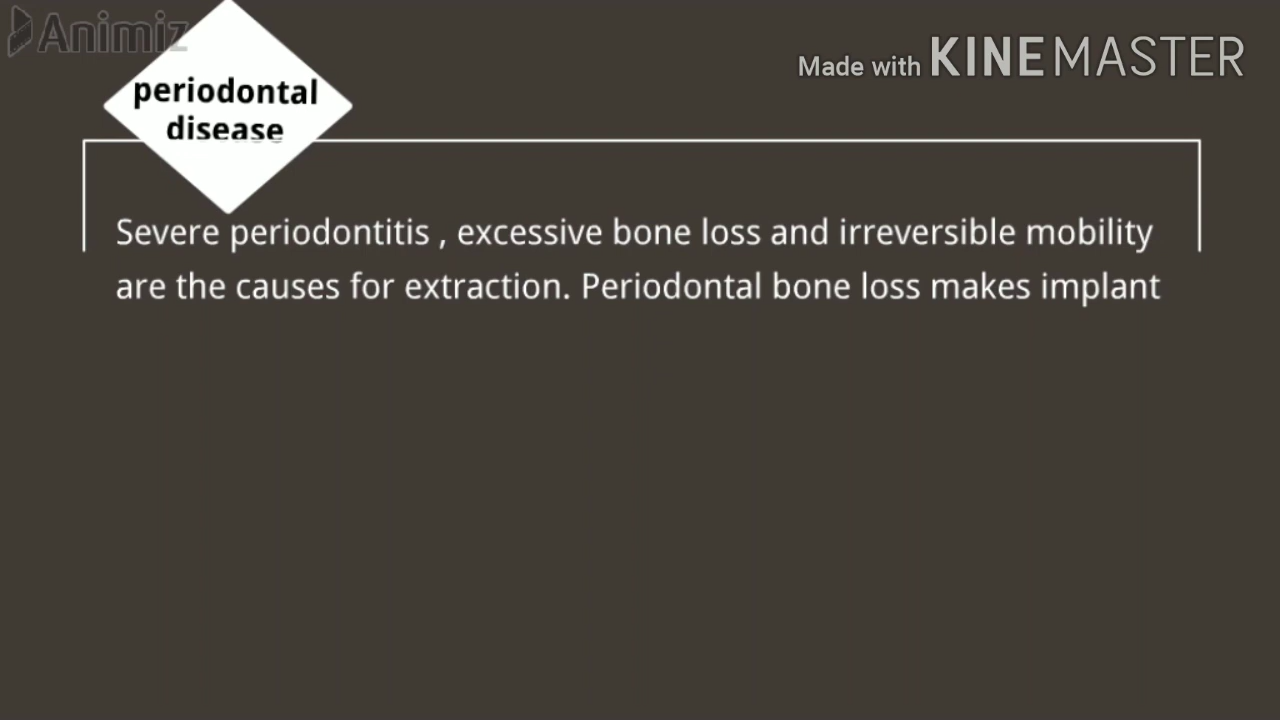 Animiz
Made with KINEMASTER
periodontal
disease
Severe periodontitis , excessive bone loss and irreversible mobility
are the causes for extraction. Periodontal bone loss makes implant